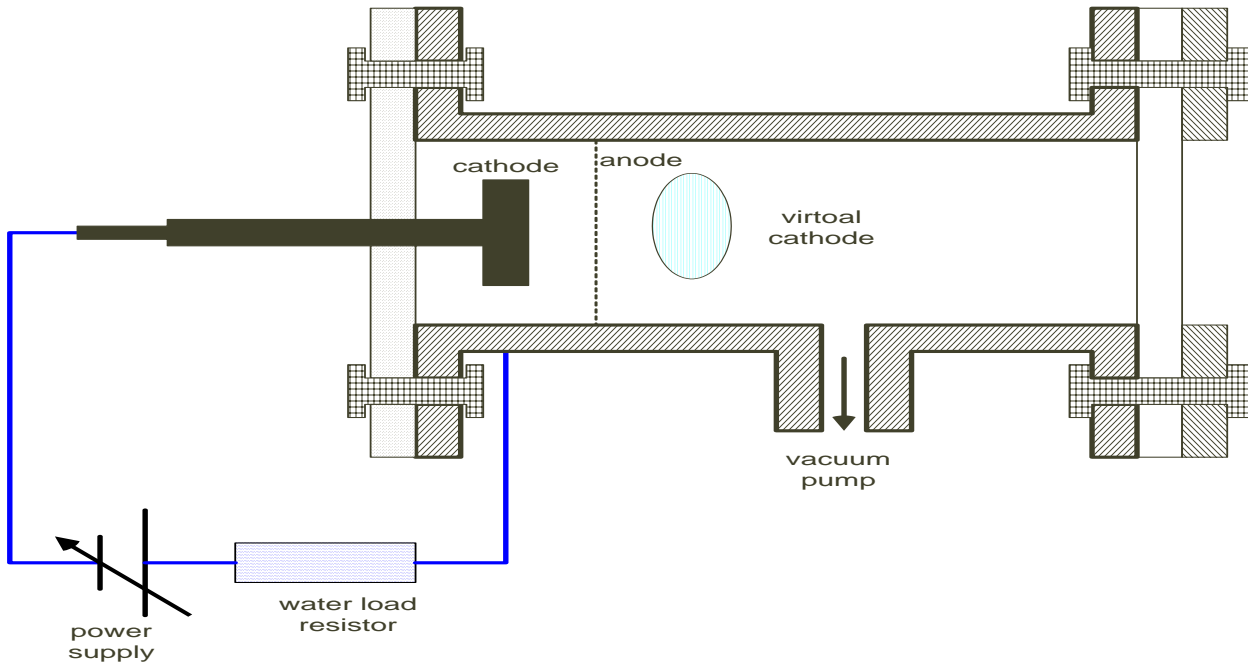 cathode
anode
virtoal
cathode
vacuum
pump
water load
resistor
power
supply